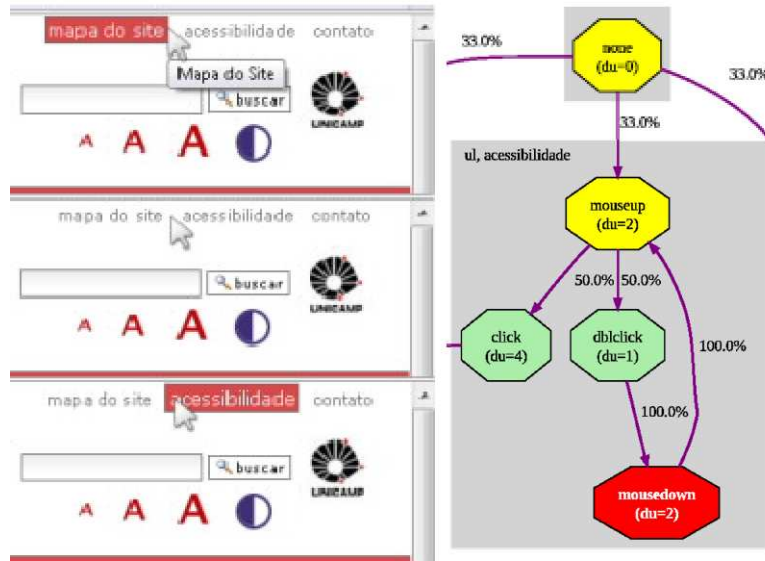 mapa do site acessibilidade contato
Mapa do Site
buscar
UNICAMP
A A A
mapa do site acessibilidade contato
buscar
UNICAMP
A A A
mapa do site acessibilidade contato
buscar
UNICAMP
A A A
none
(du=0)
33.0%
33.0%
33.0%
ul, acessibilidade
mouseup
(du=2)
50.0% 50.0%
click
(du=4)
dblclick
(du=1)
100.0%
100.0%
mousedown
(du=2)